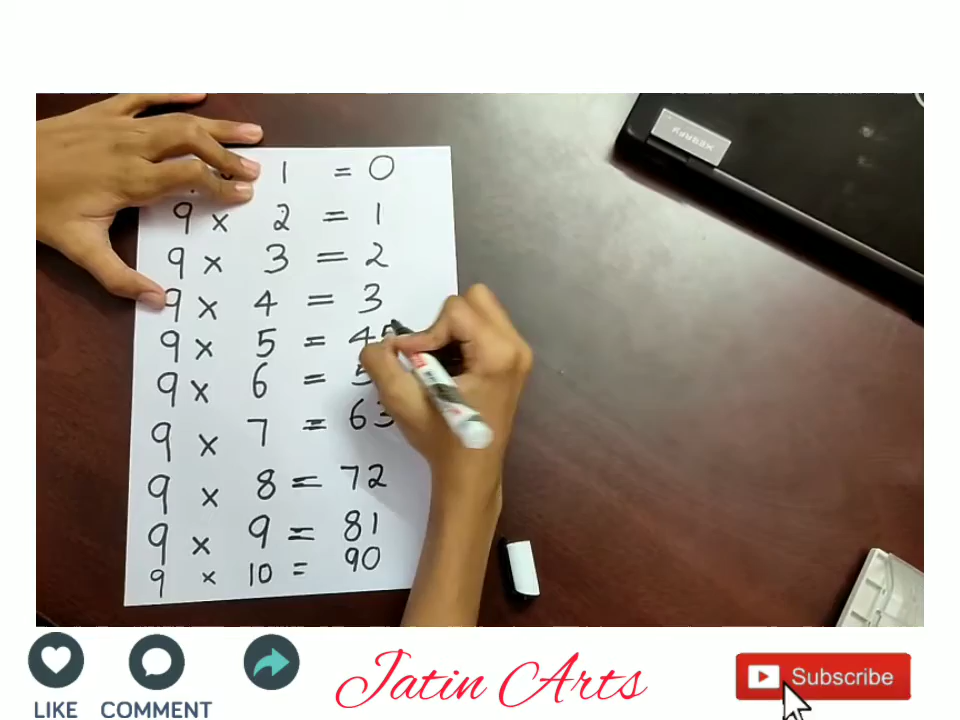 1 = 0
9 x 2 = 1
9 x 3 = 2
9 x 4 = 3
9 x 5 = 45
9 x 6 = 5
9 x 7 = 63
9 x 8 = 72
9 x 9 = 81
9 x 10 = 90
LIKE COMMENT
Jatin Arts
Subscribe